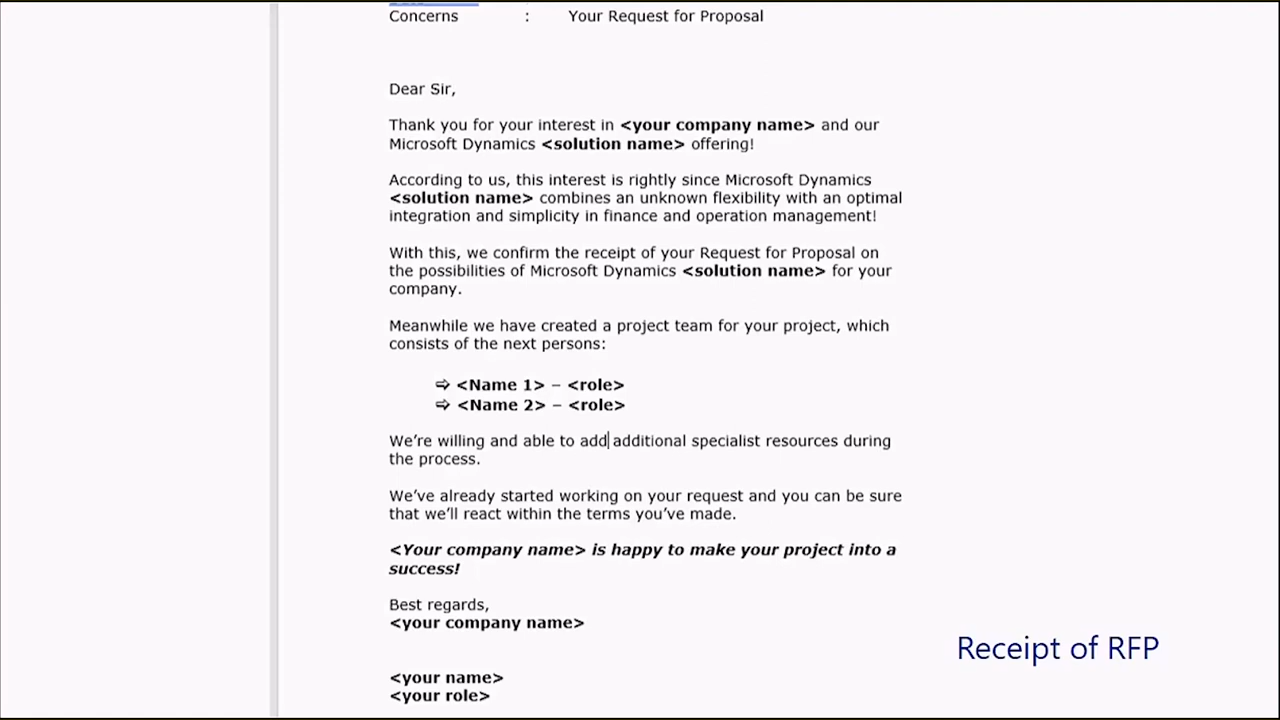 Concerns : Your Request for Proposal
Dear Sir,
Thank you for your interest in <your company name> and our
Microsoft Dynamics <solution name> offering!
According to us, this interest is rightly since Microsoft Dynamics
<solution name> combines an unknown flexibility with an optimal
integration and simplicity in finance and operation management!
With this, we confirm the receipt of your Request for Proposal on
the possibilities of Microsoft Dynamics <solution name> for your
company.
Meanwhile we have created a project team for your project, which
consists of the next persons:
⇨ <Name 1> – <role>
⇨ <Name 2> – <role>
We’re willing and able to add additional specialist resources during
the process.
We’ve already started working on your request and you can be sure
that we’ll react within the terms you’ve made.
<Your company name> is happy to make your project into a
success!
Best regards,
<your company name>
<your name>
<your role>
Receipt of RFP